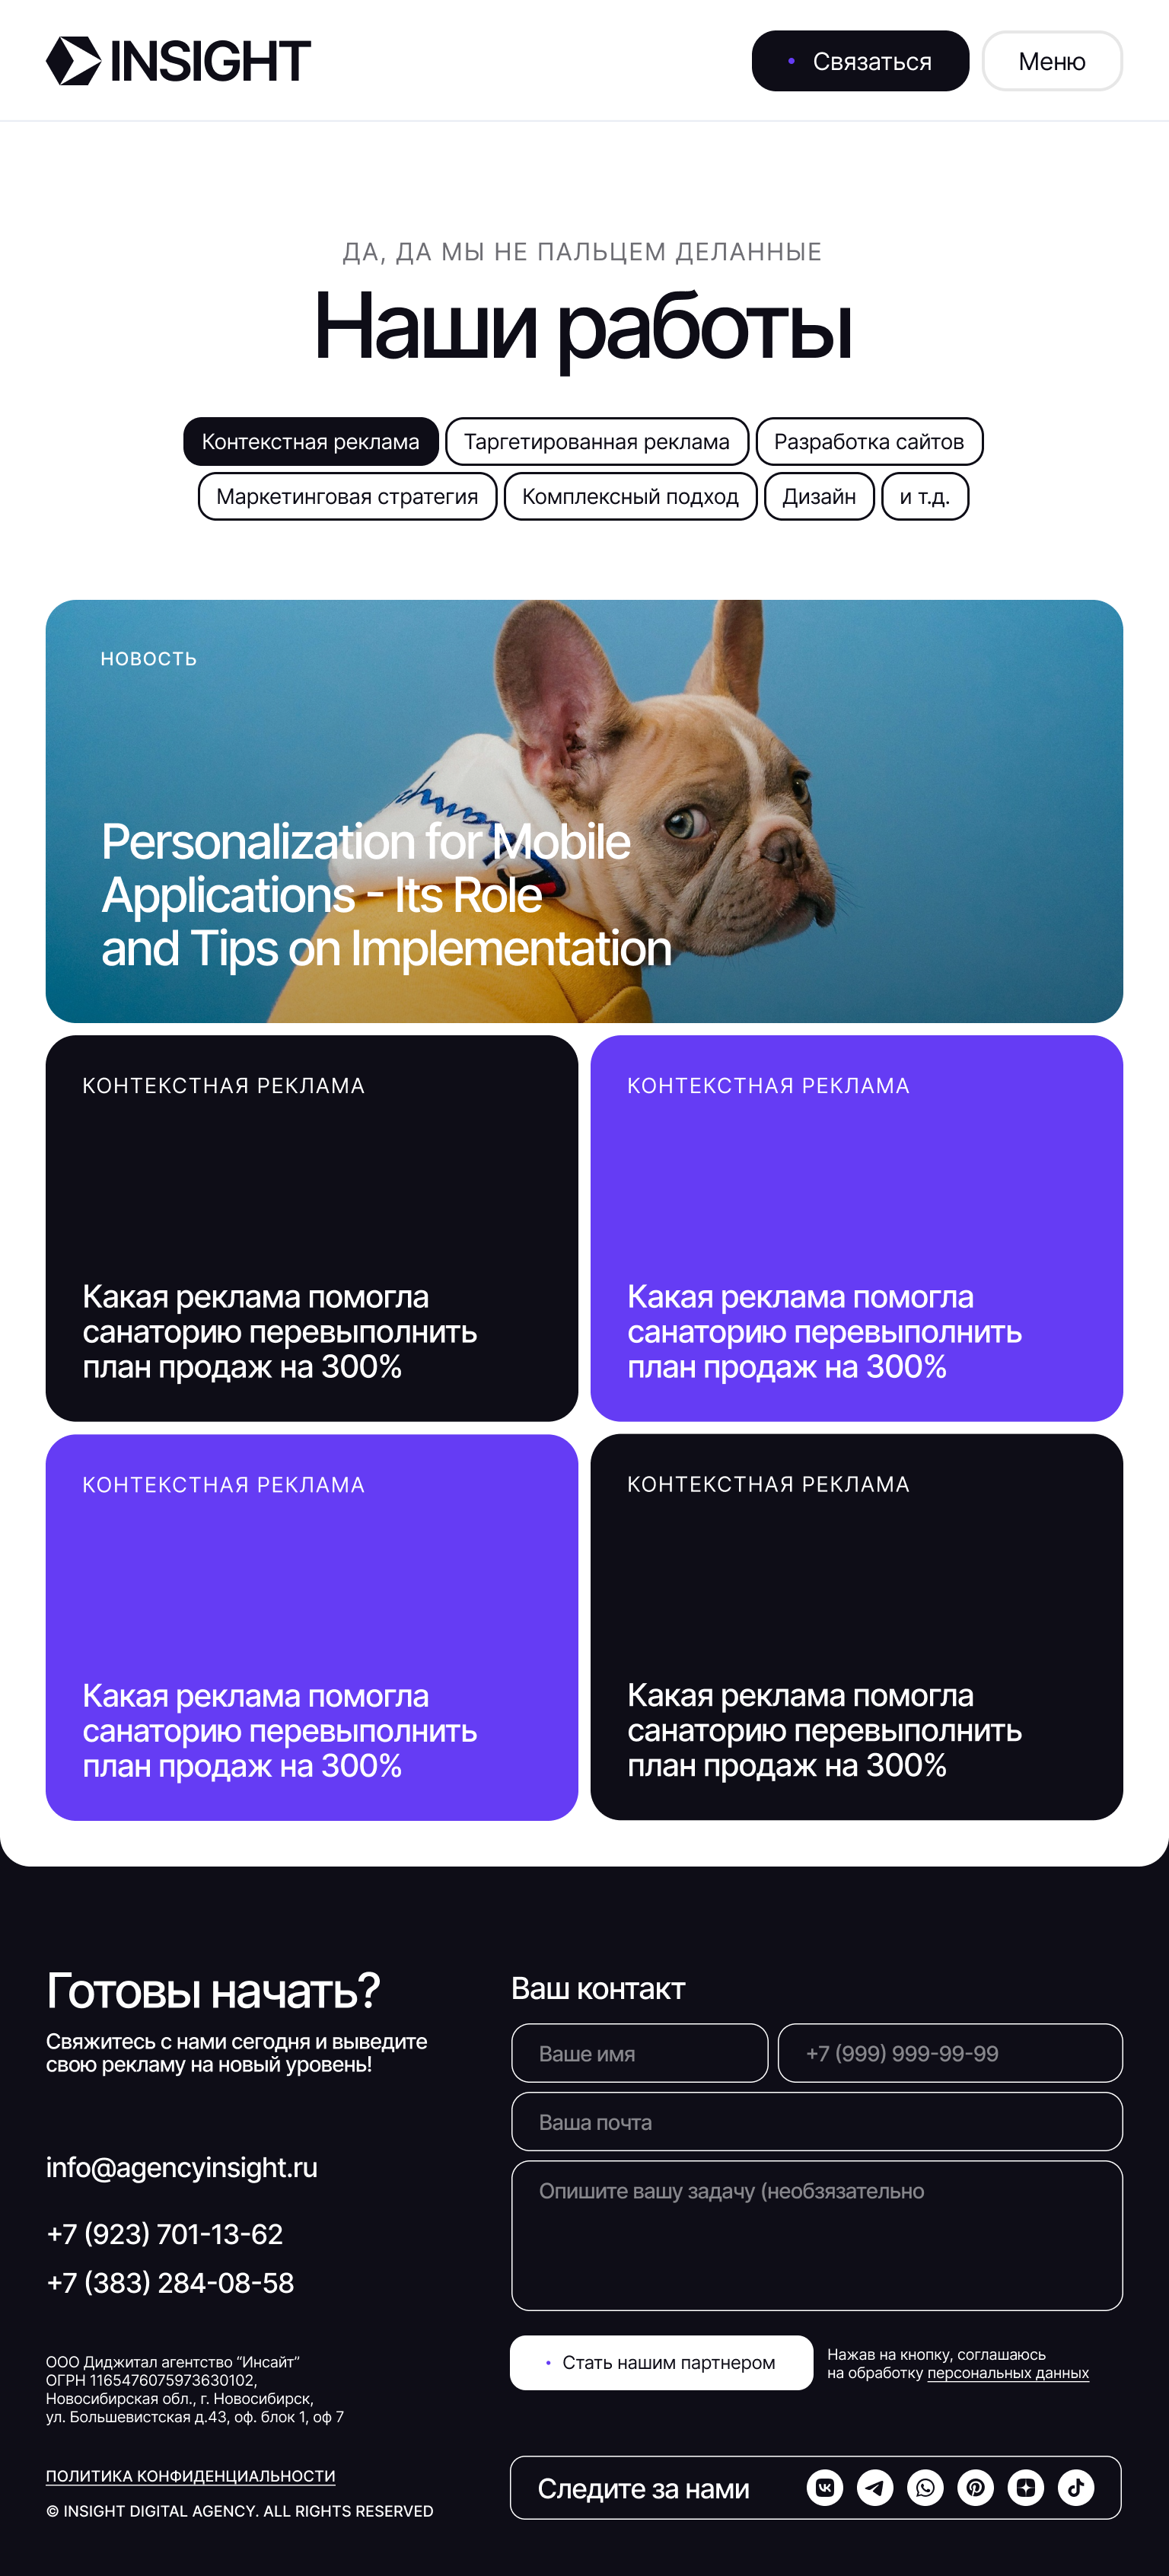 INSIGHT
Связаться
Меню
ДА, ДА МЫ НЕ ПАЛЬЦЕМ ДЕЛАННЫЕ
Наши работы
Контекстная реклама
Таргетированная реклама
Разработка сайтов
Маркетинговая стратегия
Комплексный подход
Дизайн
и т.д.
НОВОСТЬ
Personalization for Mobile
Applications - Its Role
and Tips on Implementation
КОНТЕКСТНАЯ РЕКЛАМА
Какая реклама помогла
санаторию перевыполнить
план продаж на 300%
КОНТЕКСТНАЯ РЕКЛАМА
Какая реклама помогла
санаторию перевыполнить
план продаж на 300%
КОНТЕКСТНАЯ РЕКЛАМА
Какая реклама помогла
санаторию перевыполнить
план продаж на 300%
КОНТЕКСТНАЯ РЕКЛАМА
Какая реклама помогла
санаторию перевыполнить
план продаж на 300%
Готовы начать?
Свяжитесь с нами сегодня и выведите
свою рекламу на новый уровень!
info@agencyinsight.ru
+7 (923) 701-13-62
+7 (383) 284-08-58
ООО Диджитал агентство “Инсайт”
ОГРН 1165476075973630102,
Новосибирская обл., г. Новосибирск,
ул. Большевистская д.43, оф. блок 1, оф 7
ПОЛИТИКА КОНФИДЕНЦИАЛЬНОСТИ
© INSIGHT DIGITAL AGENCY. ALL RIGHTS RESERVED
Ваш контакт
Ваше имя
+7 (999) 999-99-99
Ваша почта
Опишите вашу задачу (необзязательно
Стать нашим партнером
Нажав на кнопку, соглашаюсь
на обработку персональных данных
Следите за нами